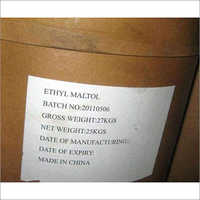 ETHYL MALTOL
BATCH NO:20110506
GROSS WEIGHT:27KGS
NET WEIGHT:25KGS
DATE OF MANUFACTURING:
DATE OF EXPIRY:
MADE IN CHINA